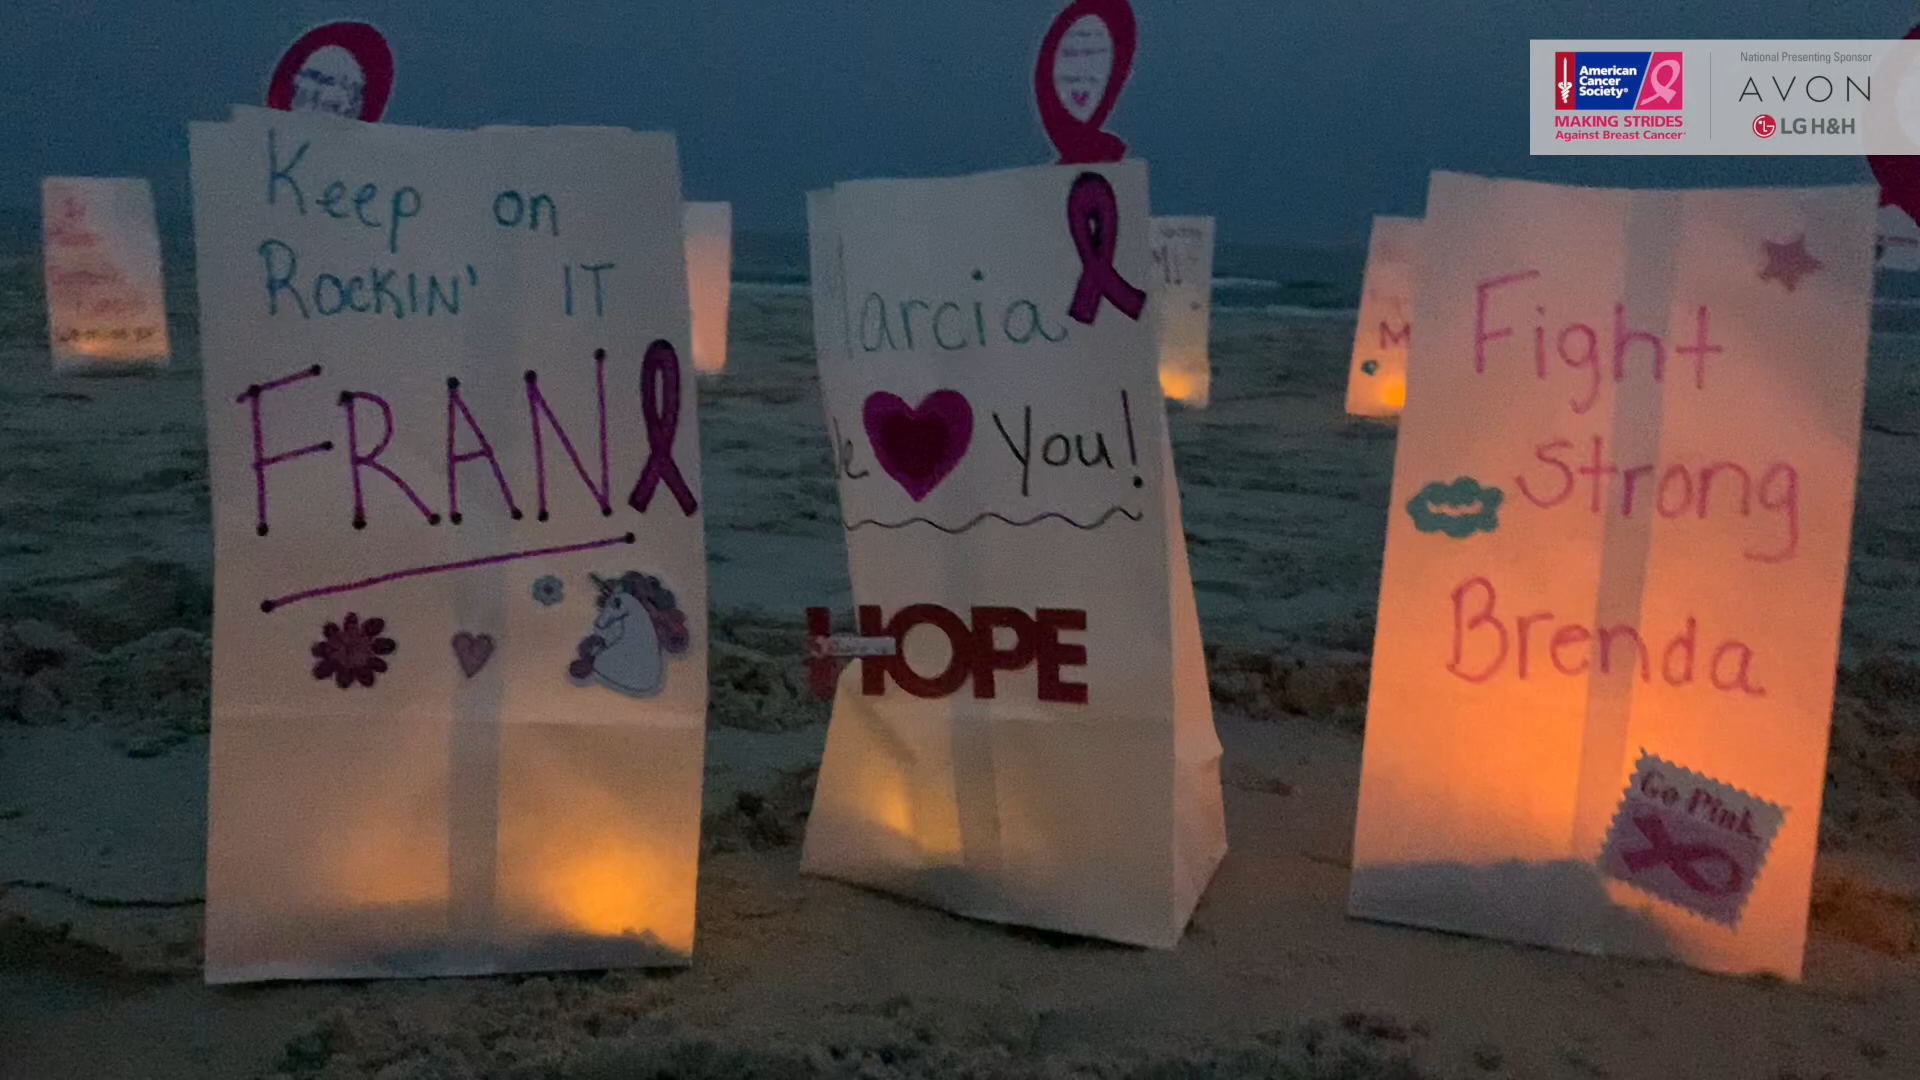 Keep on
Rockin' IT
FRAN
Marcia
You!
HOPE
Fight
Strong
Brenda
Go Pink
American
Cancer
Society®
MAKING STRIDES
Against Breast Cancer
National Presenting Sponsor
AVON
LG H&H